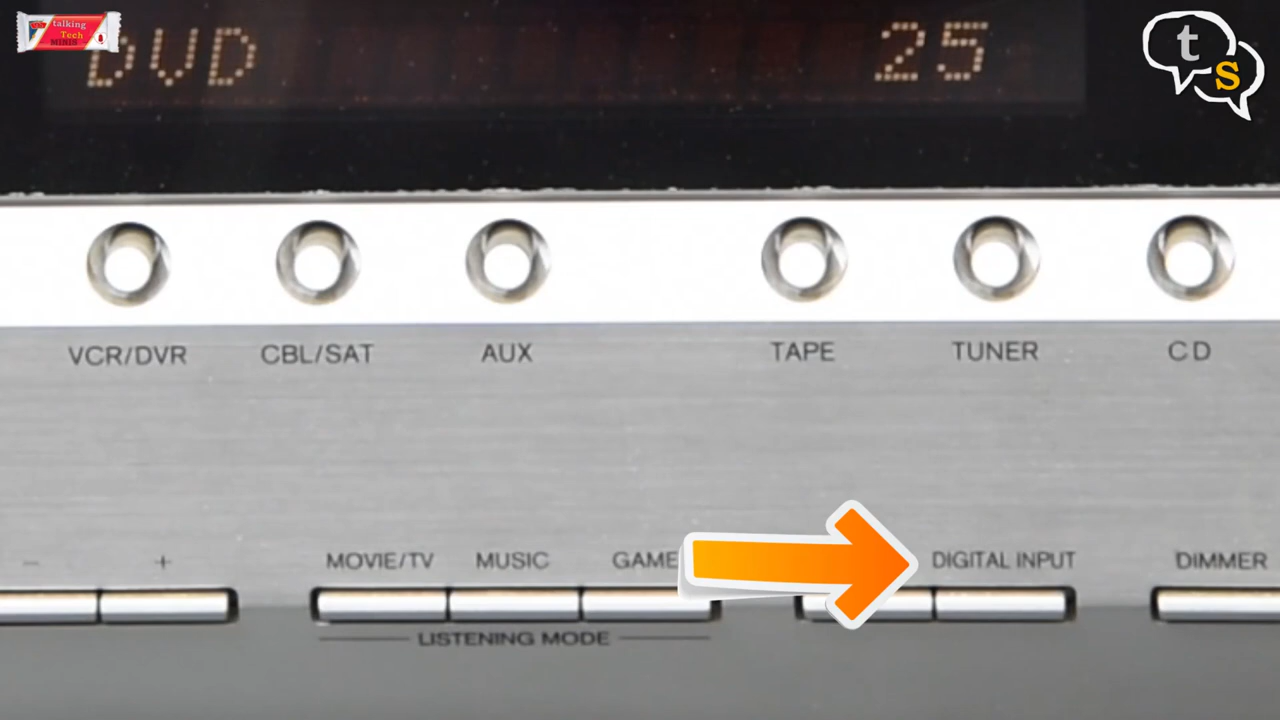 talking
Tech
MINIS
DVD 25
t
s
VCR/DVR CBL/SAT AUX TAPE TUNER CD
- + MOVIE/TV MUSIC GAME DIGITAL INPUT DIMMER
LISTENING MODE